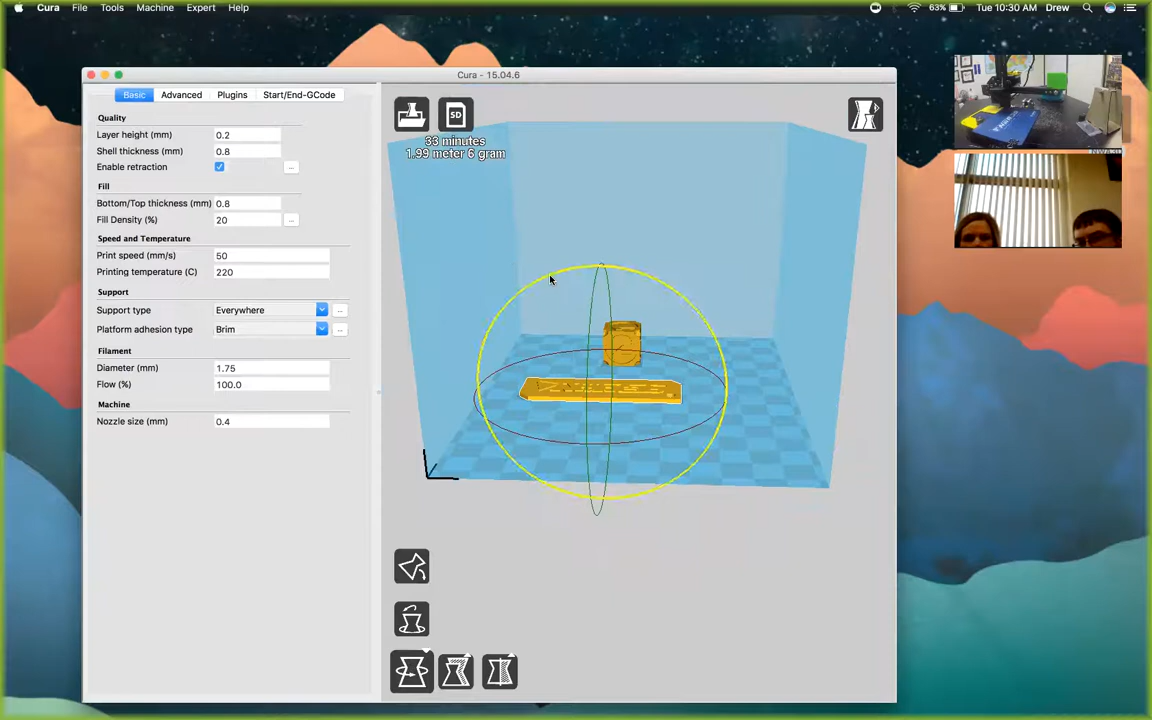 Cura File Tools Machine Expert Help 63% Tue 10:30 AM Drew
Cura - 15.04.6
Basic Advanced Plugins Start/End-GCode
Quality
Layer height (mm) 0.2
Shell thickness (mm) 0.8
Enable retraction ...
Fill
Bottom/Top thickness (mm) 0.8
Fill Density (%) 20 ...
Speed and Temperature
Print speed (mm/s) 50
Printing temperature (C) 220
Support
Support type Everywhere ...
Platform adhesion type Brim ...
Filament
Diameter (mm) 1.75
Flow (%) 100.0
Machine
Nozzle size (mm) 0.4
SD
33 minutes
1.99 meter 6 gram